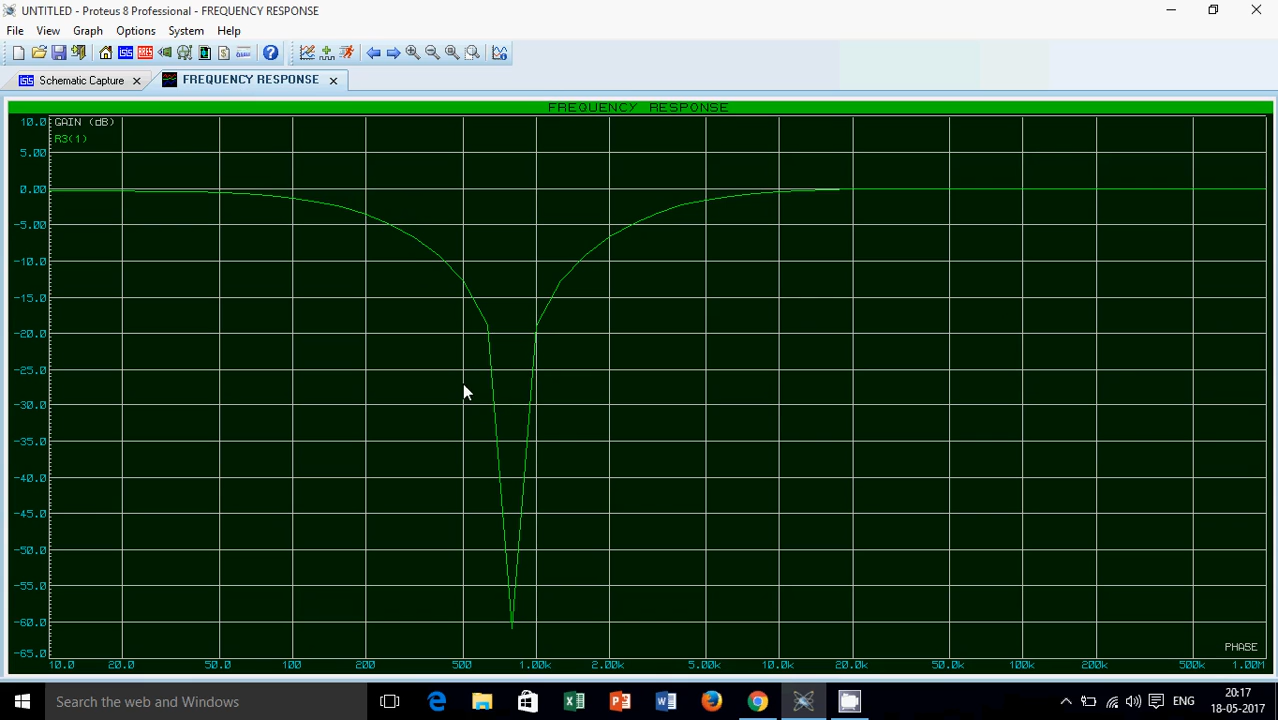 UNTITLED - Proteus 8 Professional - FREQUENCY RESPONSE
File View Graph Options System Help
Schematic Capture FREQUENCY RESPONSE
FREQUENCY RESPONSE
10.0 GAIN (dB)
R3(1)
5.00
0.00
-5.00
-10.0
-15.0
-20.0
-25.0
-30.0
-35.0
-40.0
-45.0
-50.0
-55.0
-60.0
PHASE
-65.0
10.0 20.0 50.0 100 200 500 1.00k 2.00k 5.00k 10.0k 20.0k 50.0k 100k 200k 500k 1.00M
Search the web and Windows
ENG
20:17
18-05-2017